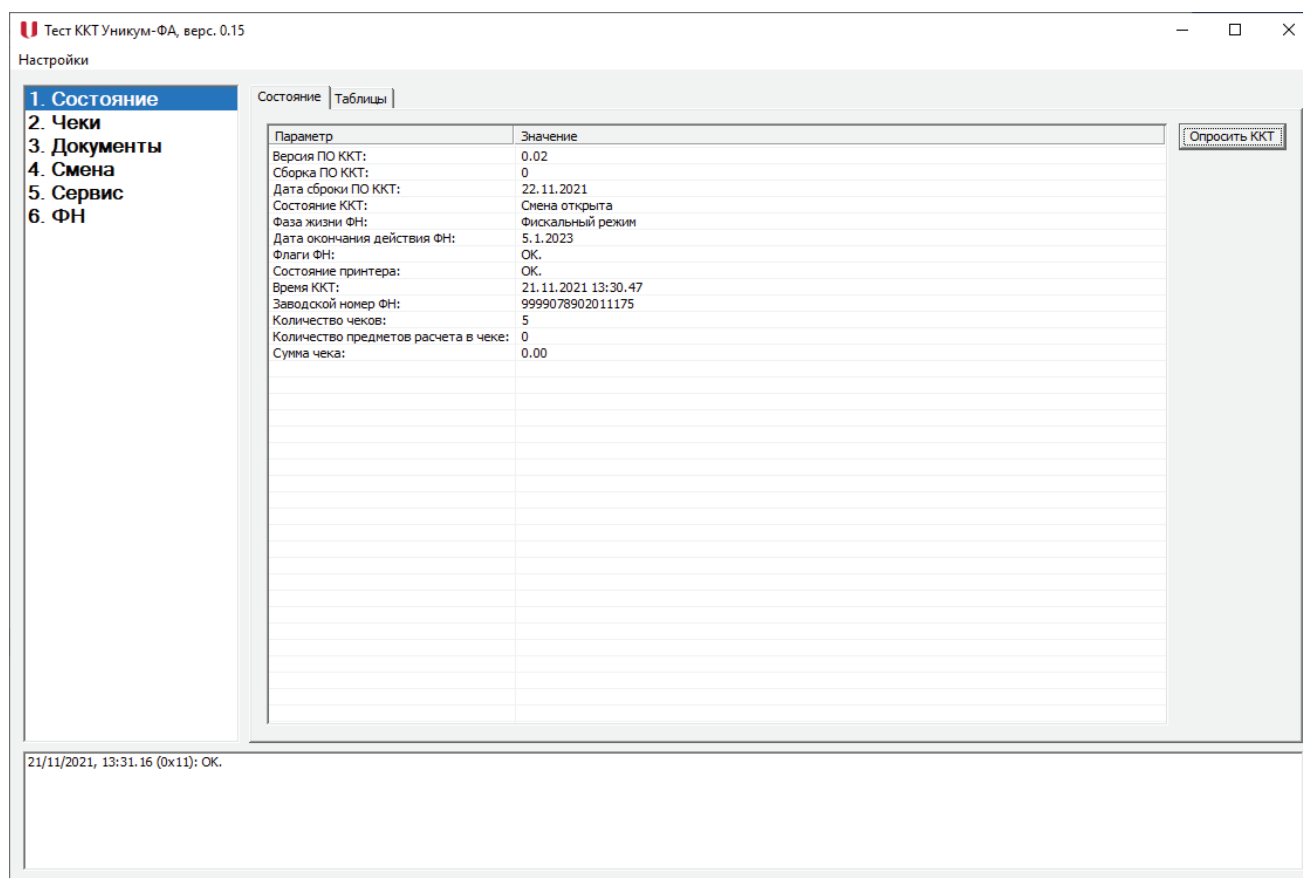 Тест ККТ Уникум-ФА, верс. 0.15
Настройки
1. Состояние
2. Чеки
3. Документы
4. Смена
5. Сервис
6. ФН
Состояние Таблицы
Параметр Значение
Версия ПО ККТ: 0.02
Сборка ПО ККТ: 0
Дата сброки ПО ККТ: 22.11.2021
Состояние ККТ: Смена открыта
Фаза жизни ФН: Фискальный режим
Дата окончания действия ФН: 5.1.2023
Флаги ФН: OK.
Состояние принтера: OK.
Время ККТ: 21.11.2021 13:30.47
Заводской номер ФН: 9999078902011175
Количество чеков: 5
Количество предметов расчета в чеке: 0
Сумма чека: 0.00
Опросить ККТ
21/11/2021, 13:31.16 (0x11): OK.